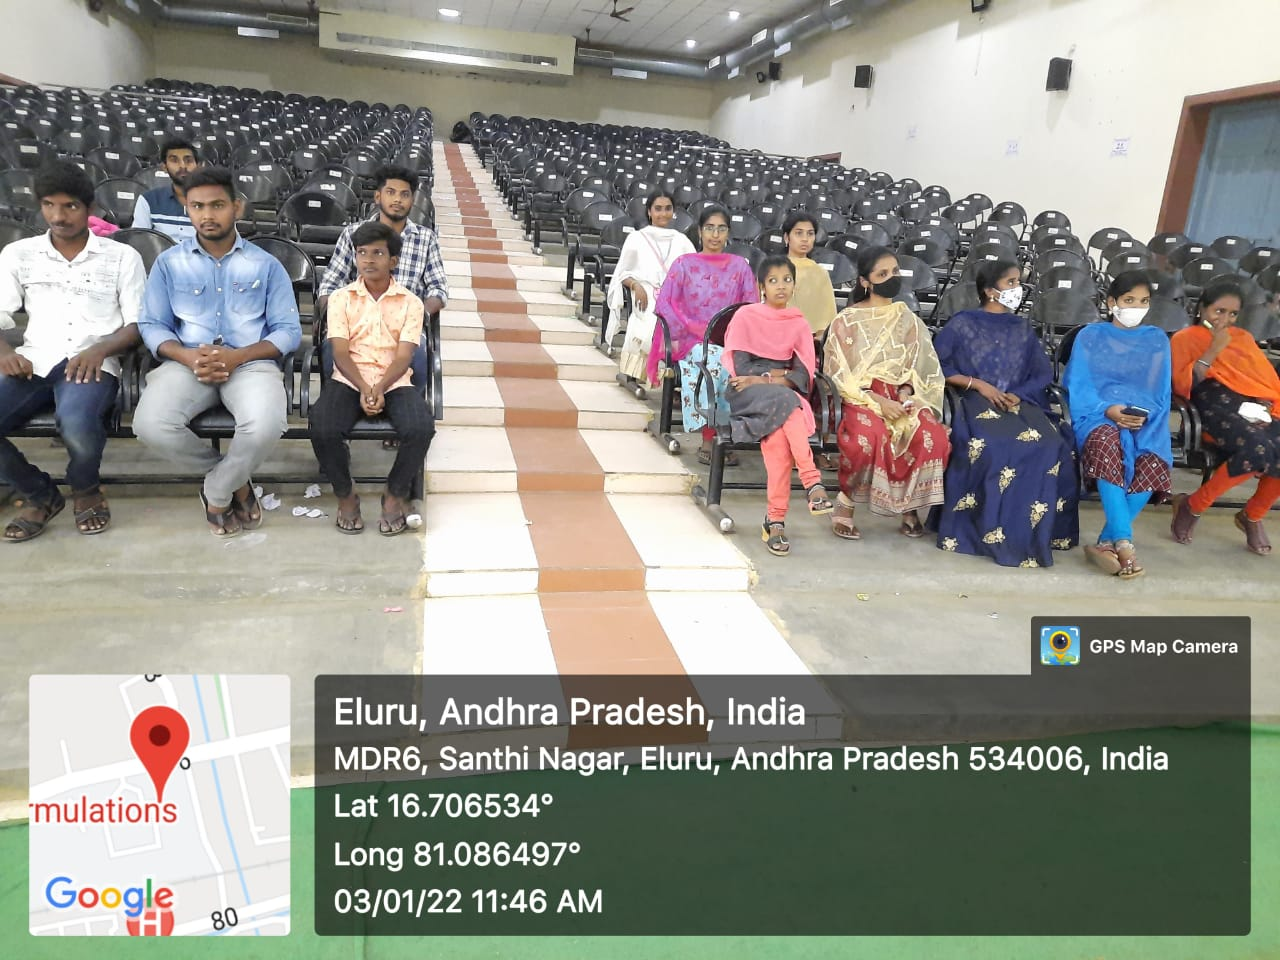 GPS Map Camera
Eluru, Andhra Pradesh, India
MDR6, Santhi Nagar, Eluru, Andhra Pradesh 534006, India
Lat 16.706534°
Long 81.086497°
03/01/22 11:46 AM
rmulations
Google
H
80